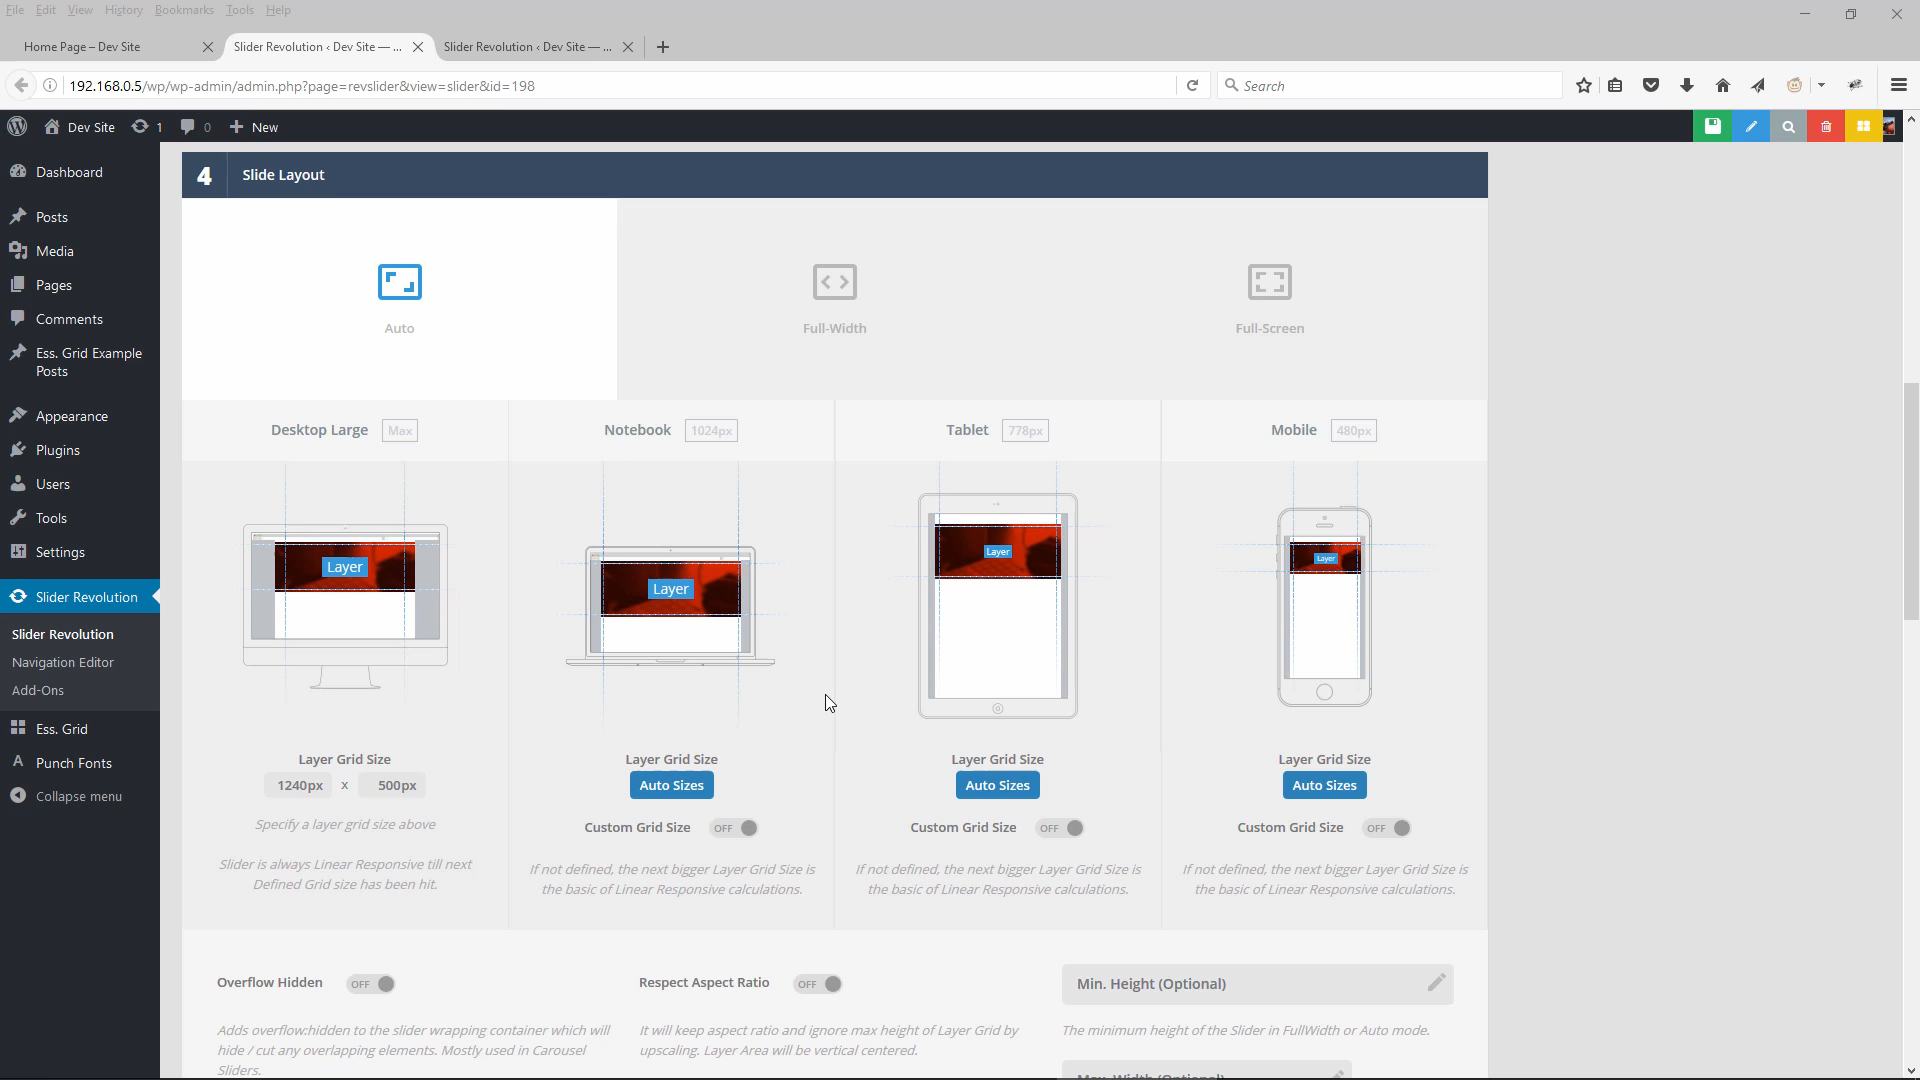 File Edit View History Bookmarks Tools Help
Home Page – Dev Site
Slider Revolution ‹ Dev Site — ...
Slider Revolution ‹ Dev Site — ...
192.168.0.5/wp/wp-admin/admin.php?page=revslider&view=slider&id=198
Search
Dev Site 1 0 New
Dashboard
Posts
Media
Pages
Comments
Ess. Grid Example
Posts
Appearance
Plugins
Users
Tools
Settings
Slider Revolution
Slider Revolution
Navigation Editor
Add-Ons
Ess. Grid
Punch Fonts
Collapse menu
4 Slide Layout
Auto
Full-Width
Full-Screen
Desktop Large Max
Notebook 1024px
Tablet 778px
Mobile 480px
Layer
Layer
Layer
Layer
Layer Grid Size
1240px x 500px
Specify a layer grid size above
Slider is always Linear Responsive till next
Defined Grid size has been hit.
Layer Grid Size
Auto Sizes
Custom Grid Size OFF
If not defined, the next bigger Layer Grid Size is
the basic of Linear Responsive calculations.
Layer Grid Size
Auto Sizes
Custom Grid Size OFF
If not defined, the next bigger Layer Grid Size is
the basic of Linear Responsive calculations.
Layer Grid Size
Auto Sizes
Custom Grid Size OFF
If not defined, the next bigger Layer Grid Size is
the basic of Linear Responsive calculations.
Overflow Hidden OFF
Adds overflow:hidden to the slider wrapping container which will
hide / cut any overlapping elements. Mostly used in Carousel
Sliders.
Respect Aspect Ratio OFF
It will keep aspect ratio and ignore max height of Layer Grid by
upscaling. Layer Area will be vertical centered.
Min. Height (Optional)
The minimum height of the Slider in FullWidth or Auto mode.
Max. Width (Optional)